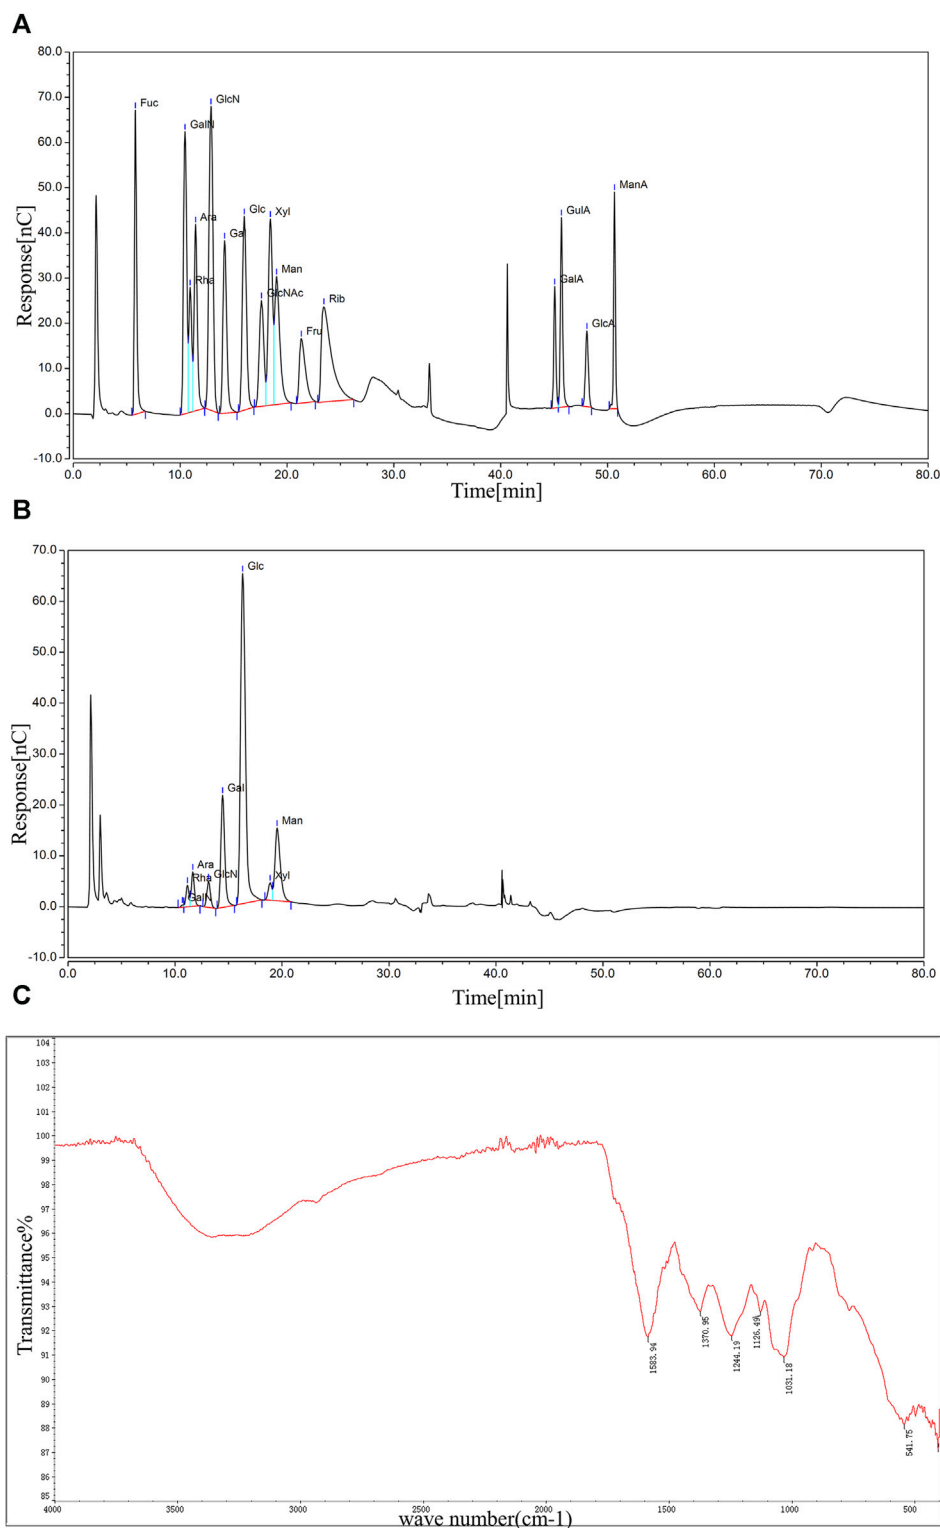 A
80.0
70.0
60.0
50.0
40.0
30.0
20.0
10.0
0.0
-10.0
Response[nC]
Fuc
GalN
Rha
Ara
GlcN
Gal
Glc
GlcNAc
Xyl
Man
Fru
Rib
GalA
GulA
GlcA
ManA
0.0 10.0 20.0 30.0 40.0 50.0 60.0 70.0 80.0
Time[min]
B
70.0
60.0
50.0
40.0
30.0
20.0
10.0
0.0
-10.0
Response[nC]
GalN
Rha
Ara
GlcN
Gal
Glc
Xyl
Man
0.0 10.0 20.0 30.0 40.0 50.0 60.0 70.0 80.0
Time[min]
C
104
103
102
101
100
99
98
97
96
95
94
93
92
91
90
89
88
87
86
85
Transmittance%
1583.94
1370.95
1244.19
1126.49
1031.18
541.75
4000 3500 3000 2500 2000 1500 1000 500
wave number(cm-1)